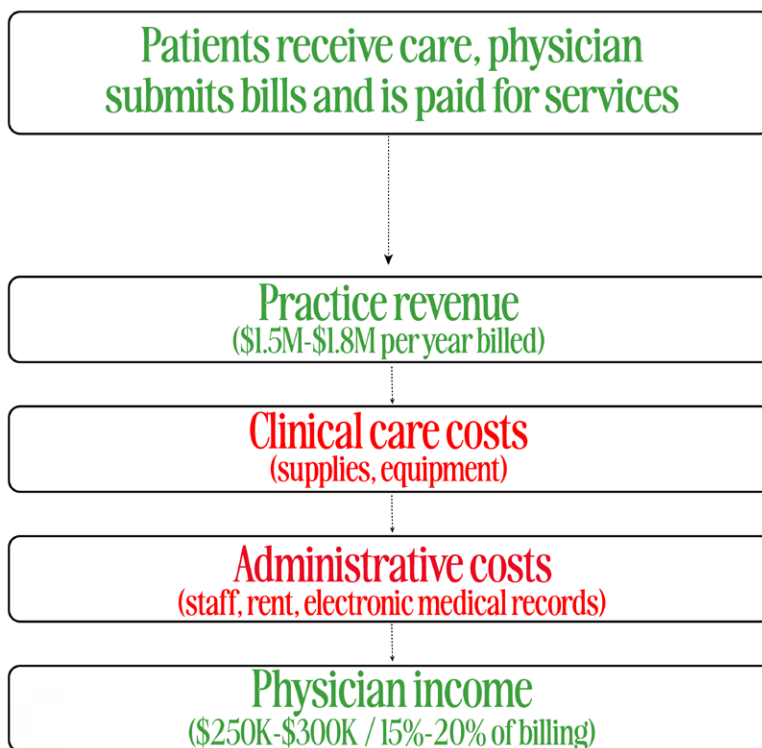 Patients receive care, physician
submits bills and is paid for services
Practice revenue
($1.5M-$1.8M per year billed)
Clinical care costs
(supplies, equipment)
Administrative costs
(staff, rent, electronic medical records)
Physician income
($250K-$300K / 15%-20% of billing)